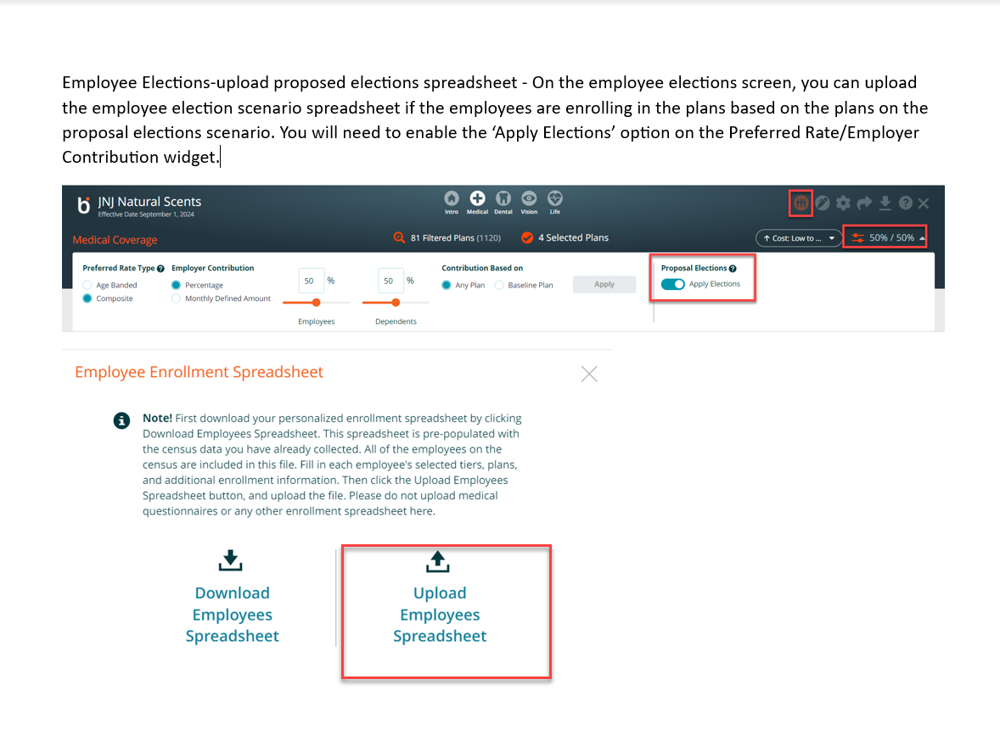 Employee Elections-upload proposed elections spreadsheet - On the employee elections screen, you can upload
the employee election scenario spreadsheet if the employees are enrolling in the plans based on the plans on the
proposal elections scenario. You will need to enable the ‘Apply Elections’ option on the Preferred Rate/Employer
Contribution widget.
b JNJ Natural Scents
Effective Date September 1, 2024
Intro Medical Dental Vision Life
Medical Coverage
81 Filtered Plans (1120)
4 Selected Plans
↑ Cost: Low to ...
50% / 50%
Preferred Rate Type ?
Age Banded
Composite
Employer Contribution
Percentage
Monthly Defined Amount
50 %
Employees
50 %
Dependents
Contribution Based on
Any Plan Baseline Plan
Apply
Proposal Elections ?
Apply Elections
Employee Enrollment Spreadsheet
Note! First download your personalized enrollment spreadsheet by clicking
Download Employees Spreadsheet. This spreadsheet is pre-populated with
the census data you have already collected. All of the employees on the
census are included in this file. Fill in each employee's selected tiers, plans,
and additional enrollment information. Then click the Upload Employees
Spreadsheet button, and upload the file. Please do not upload medical
questionnaires or any other enrollment spreadsheet here.
Download
Employees
Spreadsheet
Upload
Employees
Spreadsheet